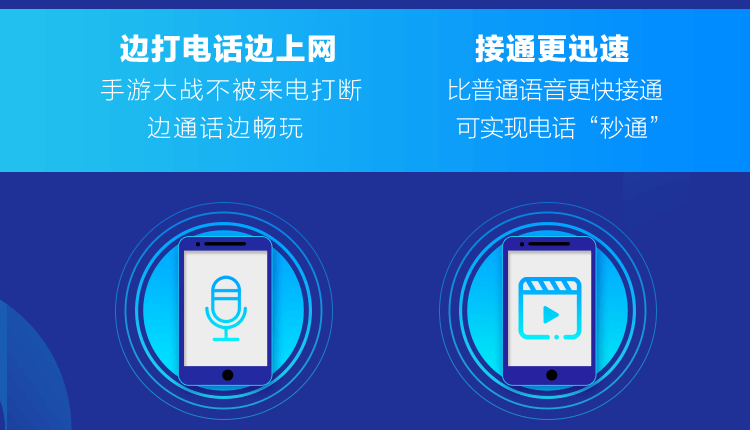 边打电话边上网
手游大战不被来电打断
边通话边畅玩
接通更迅速
比普通语音更快接通
可实现电话“秒通”